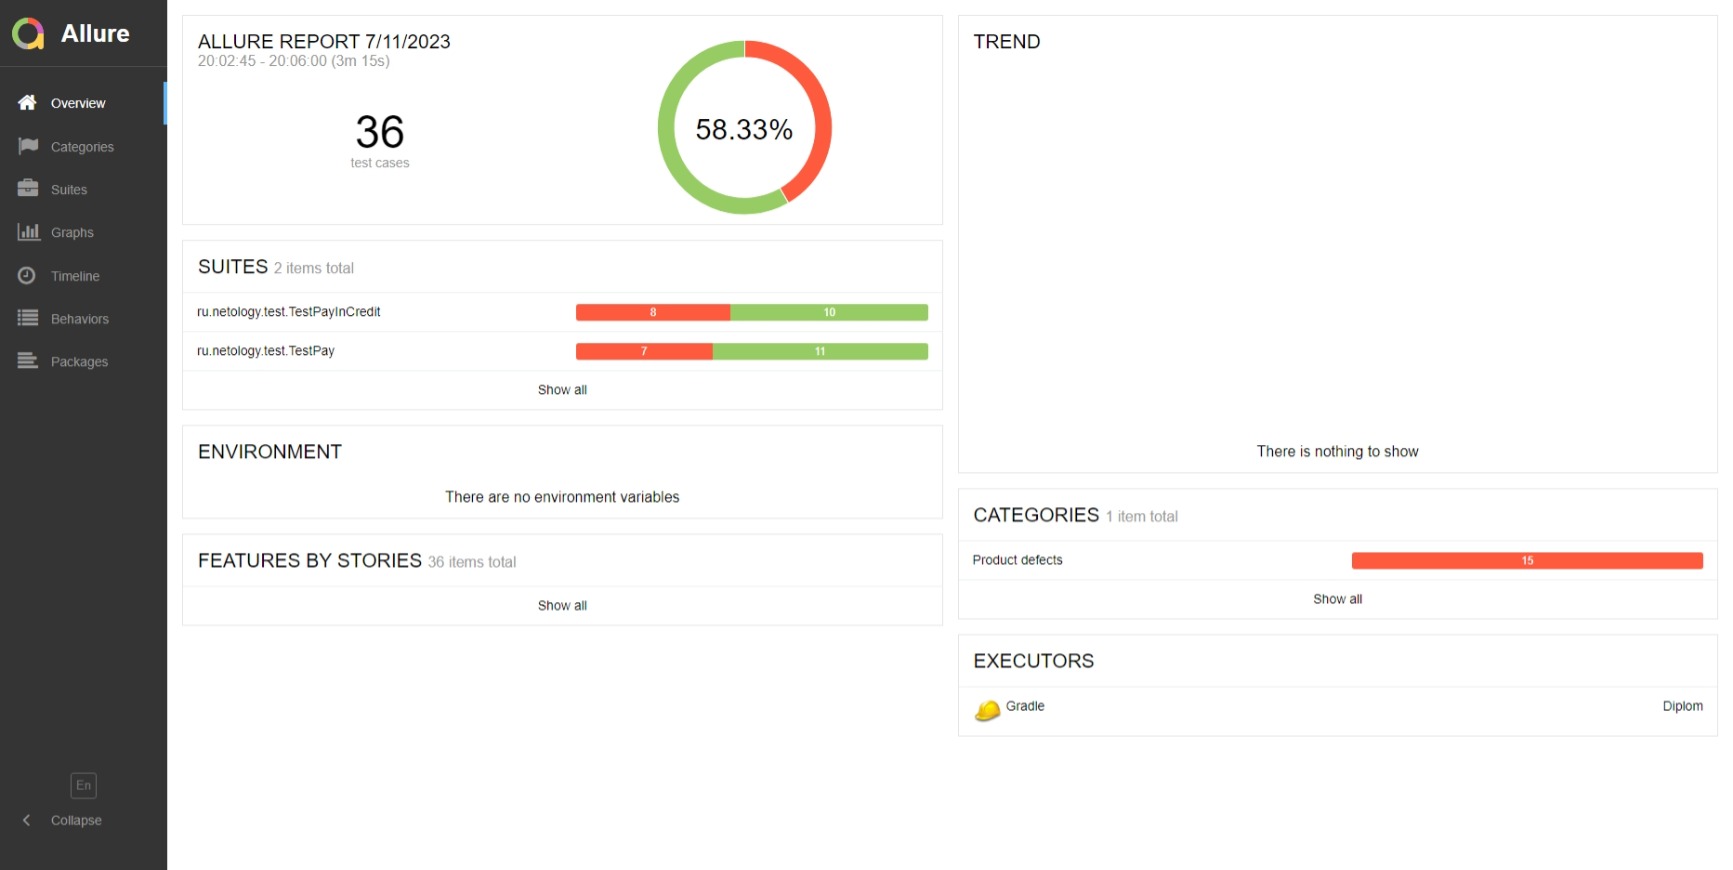 Allure
Overview
Categories
Suites
Graphs
Timeline
Behaviors
Packages
En
Collapse
ALLURE REPORT 7/11/2023
20:02:45 - 20:06:00 (3m 15s)
36
test cases
58.33%
SUITES 2 items total
ru.netology.test.TestPayInCredit 8 10
ru.netology.test.TestPay 7 11
Show all
ENVIRONMENT
There are no environment variables
FEATURES BY STORIES 36 items total
Show all
TREND
There is nothing to show
CATEGORIES 1 item total
Product defects 15
Show all
EXECUTORS
Gradle Diplom